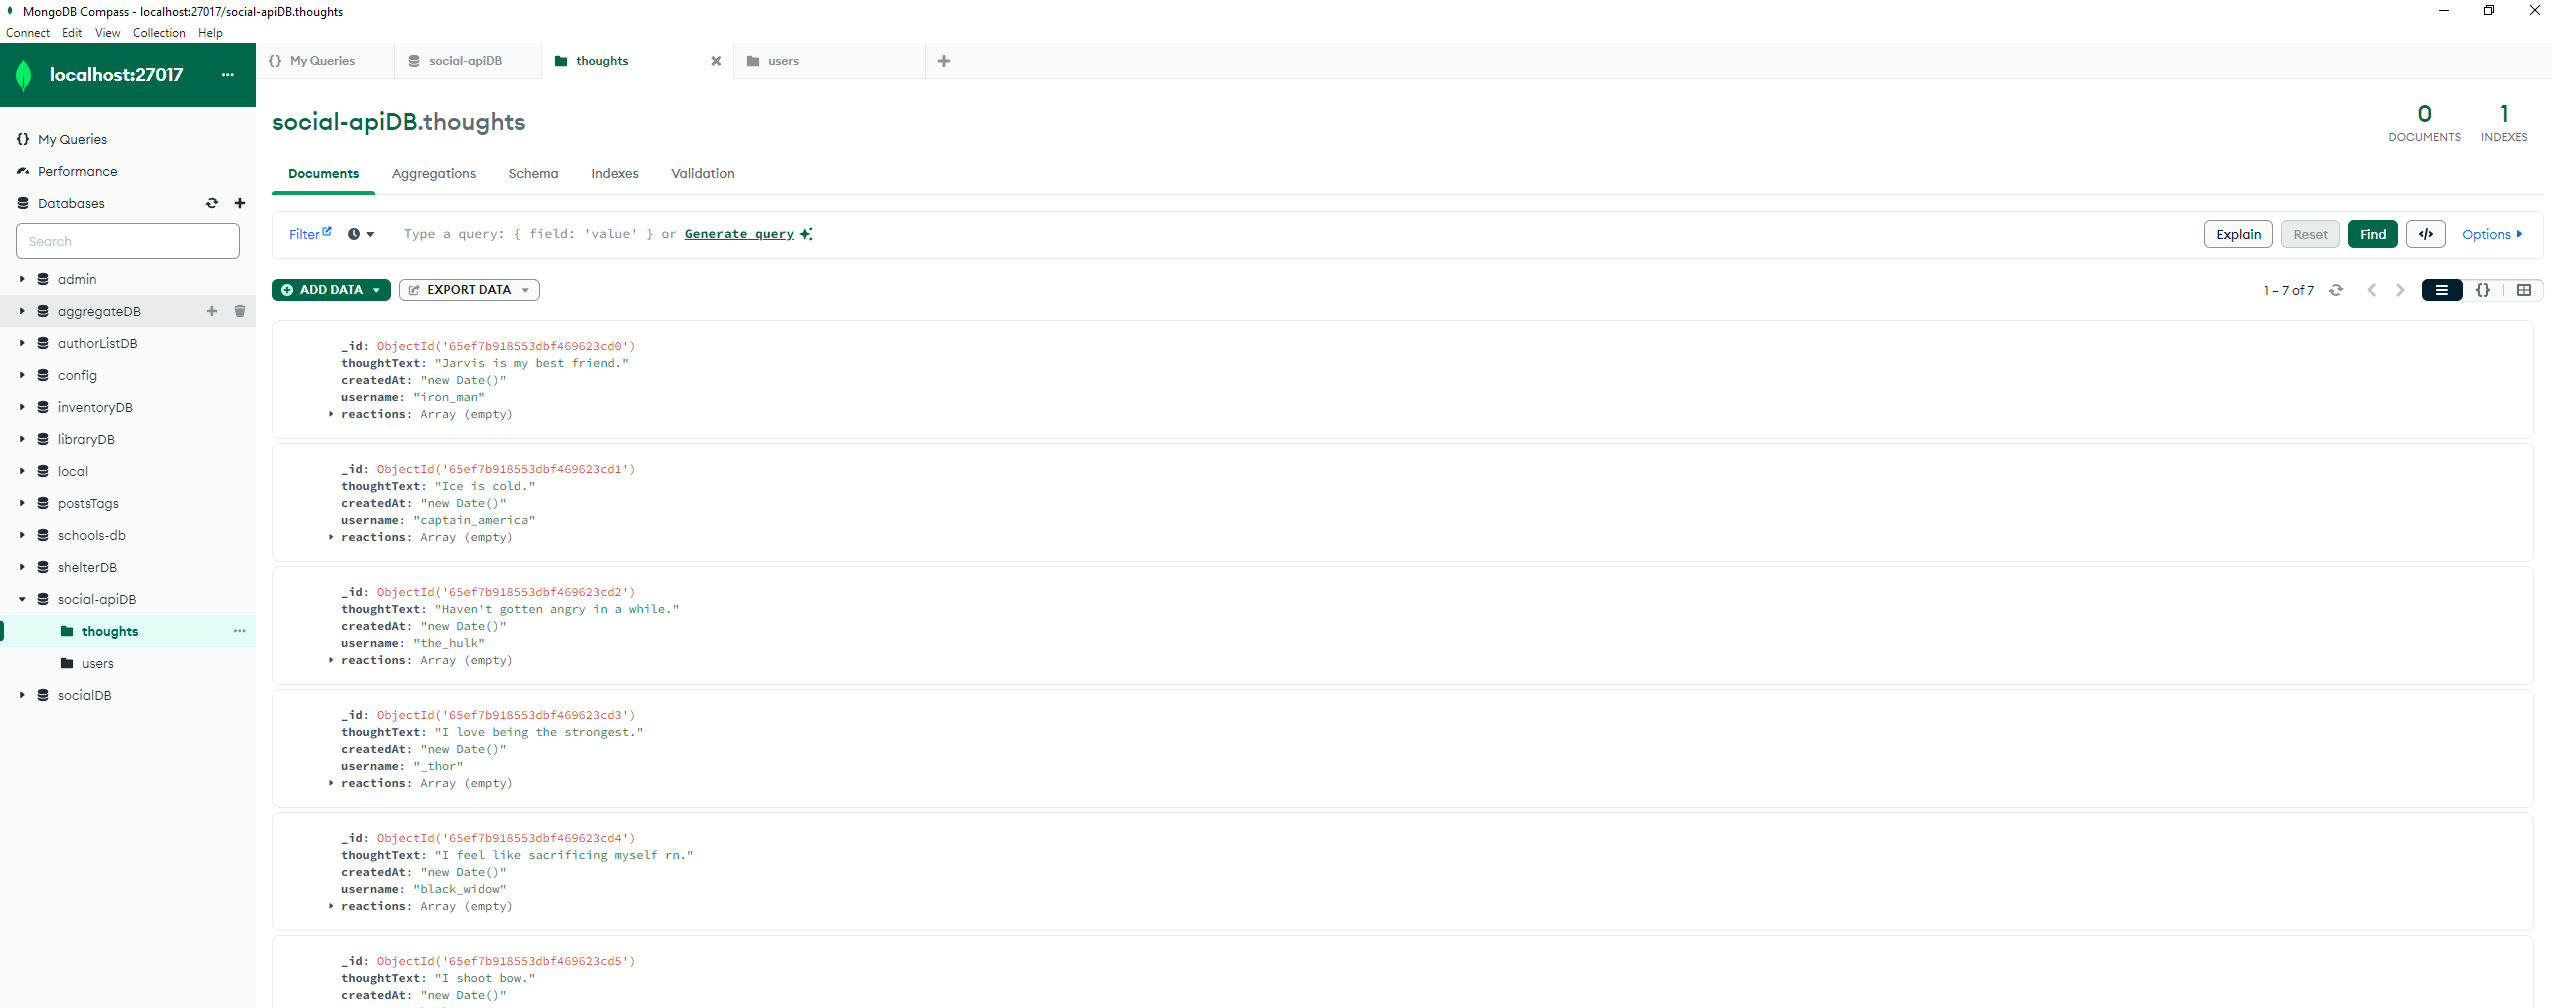 MongoDB Compass - localhost:27017/social-apiDB.thoughts
Connect Edit View Collection Help
localhost:27017
My Queries
Performance
Databases
Search
admin
aggregateDB
authorListDB
config
inventoryDB
libraryDB
local
postsTags
schools-db
shelterDB
social-apiDB
thoughts
users
socialDB
{} My Queries social-apiDB thoughts users
social-apiDB.thoughts
0 DOCUMENTS
1 INDEXES
Documents Aggregations Schema Indexes Validation
Filter Type a query: { field: 'value' } or Generate query Explain Reset Find </> Options
ADD DATA EXPORT DATA 1 – 7 of 7 {}
_id: ObjectId('65ef7b918553dbf469623cd0')
thoughtText: "Jarvis is my best friend."
createdAt: "new Date()"
username: "iron_man"
reactions: Array (empty)
_id: ObjectId('65ef7b918553dbf469623cd1')
thoughtText: "Ice is cold."
createdAt: "new Date()"
username: "captain_america"
reactions: Array (empty)
_id: ObjectId('65ef7b918553dbf469623cd2')
thoughtText: "Haven't gotten angry in a while."
createdAt: "new Date()"
username: "the_hulk"
reactions: Array (empty)
_id: ObjectId('65ef7b918553dbf469623cd3')
thoughtText: "I love being the strongest."
createdAt: "new Date()"
username: "_thor"
reactions: Array (empty)
_id: ObjectId('65ef7b918553dbf469623cd4')
thoughtText: "I feel like sacrificing myself rn."
createdAt: "new Date()"
username: "black_widow"
reactions: Array (empty)
_id: ObjectId('65ef7b918553dbf469623cd5')
thoughtText: "I shoot bow."
createdAt: "new Date()"